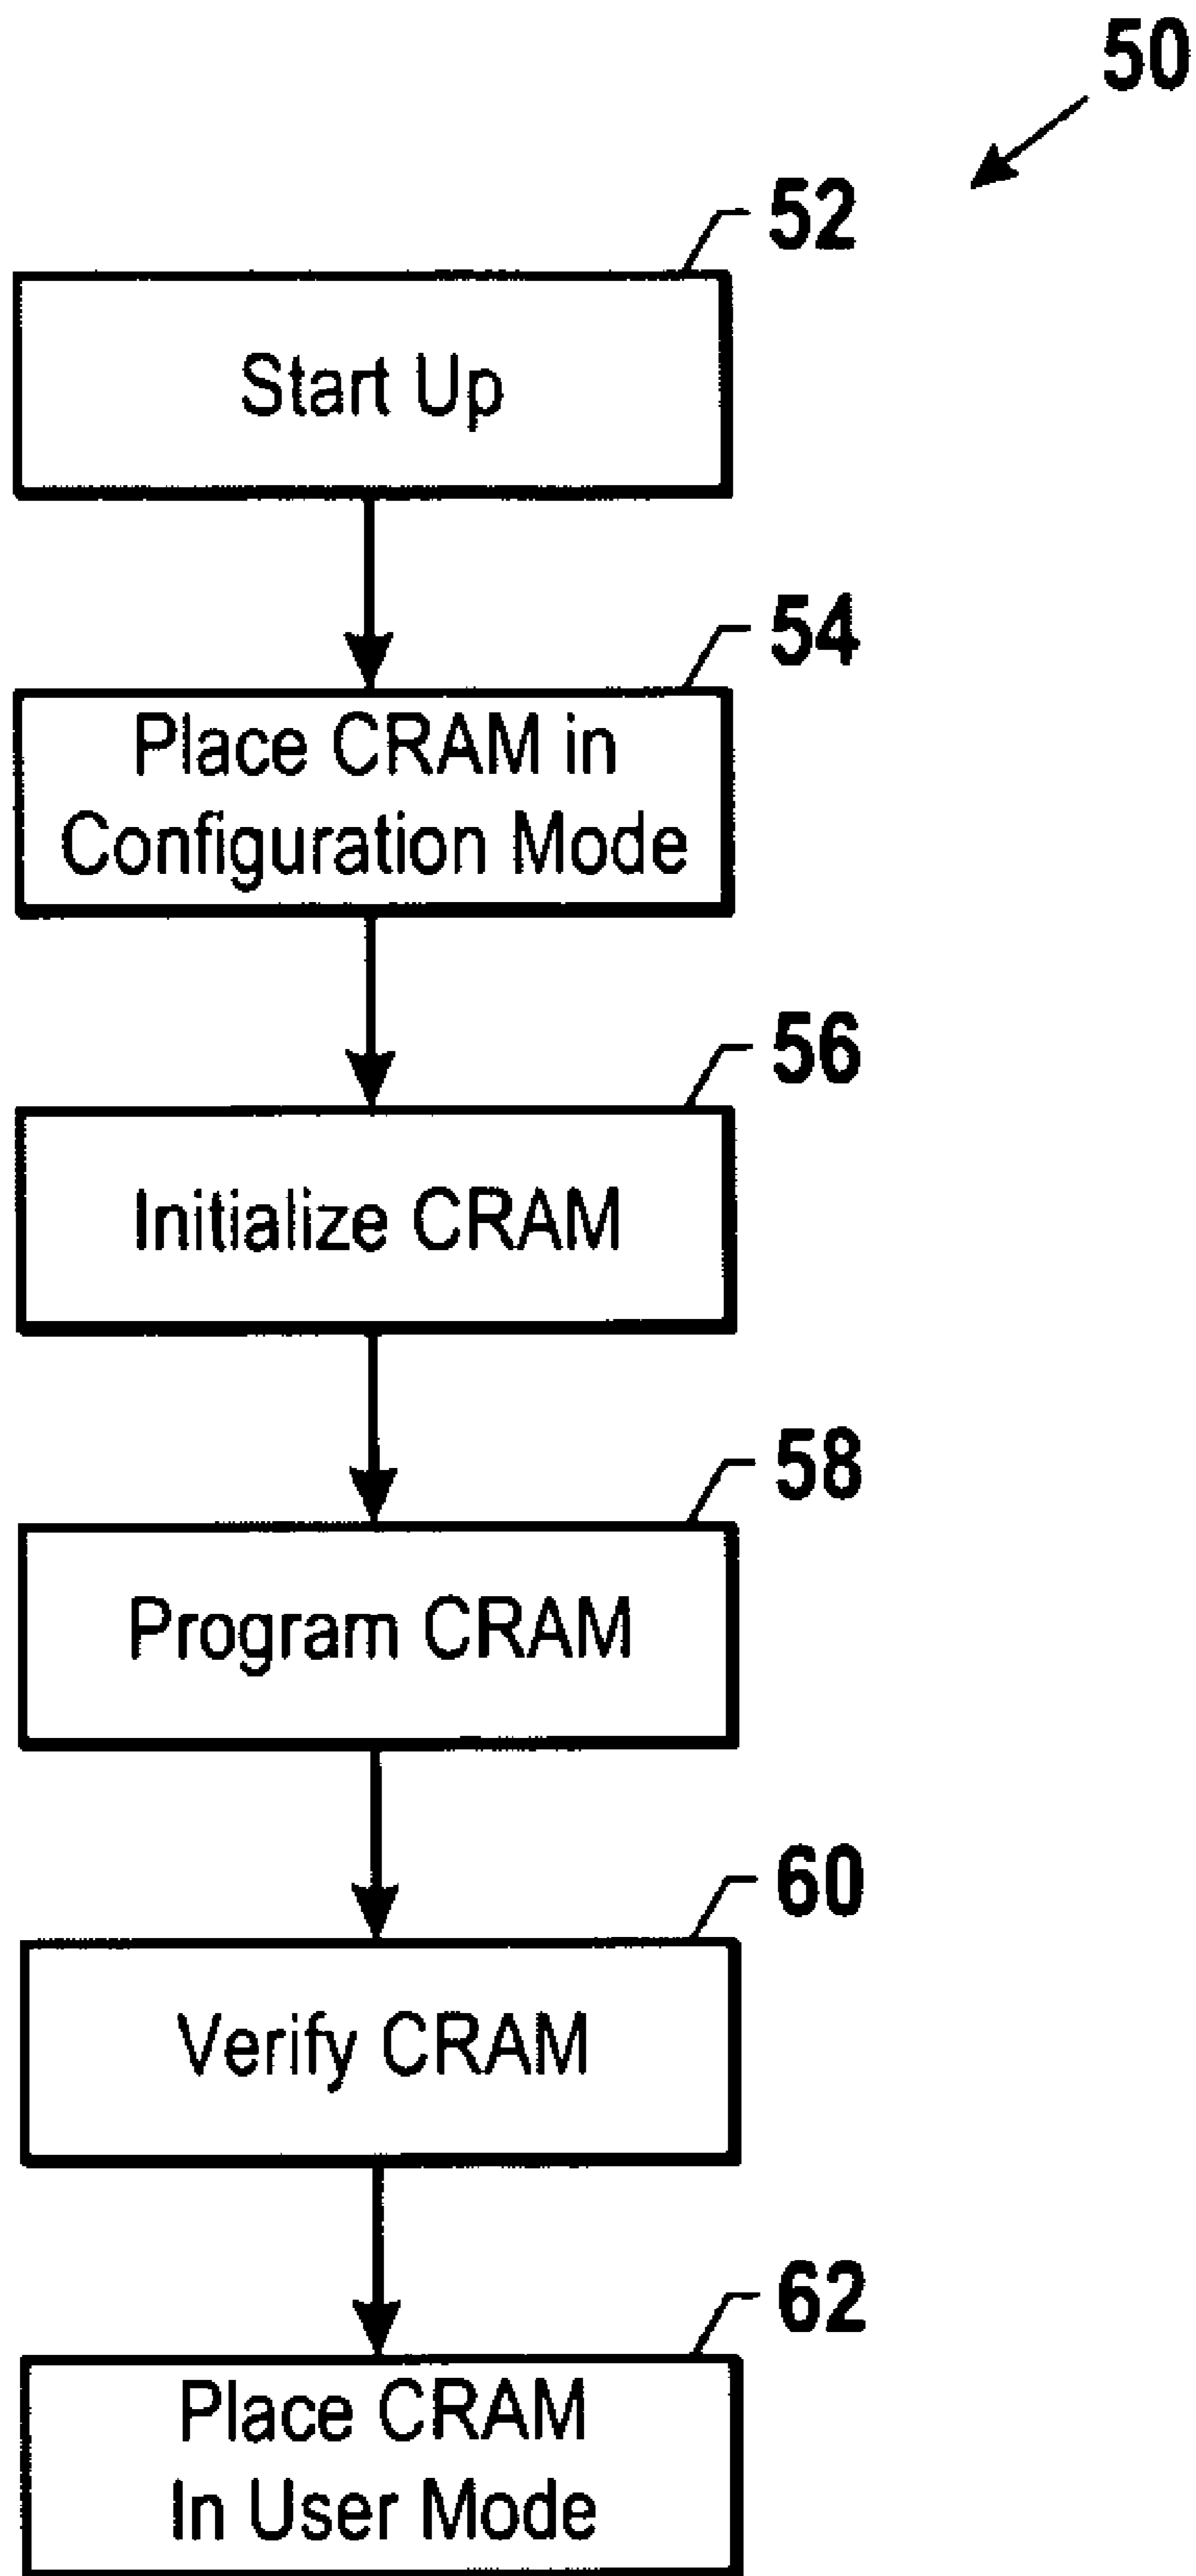 50
52
Start Up
54
Place CRAM in
Configuration Mode
56
Initialize CRAM
58
Program CRAM
60
Verify CRAM
62
Place CRAM
In User Mode